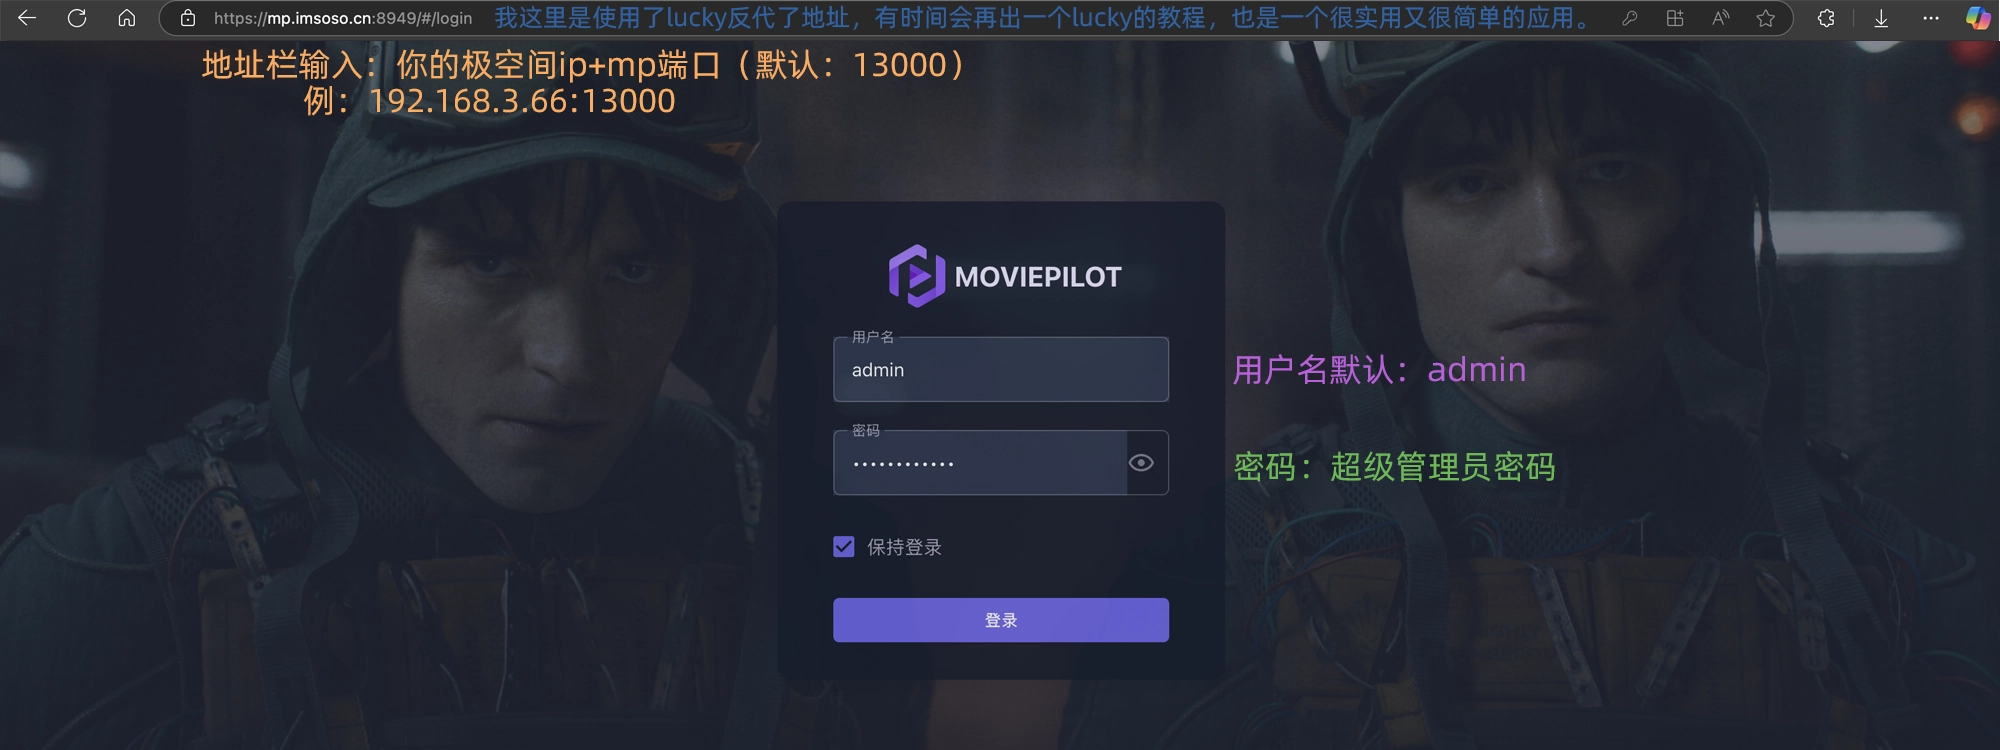 https://mp.imsoso.cn:8949/#/login 我这里是使用了lucky反代了地址，有时间会再出一个lucky的教程，也是一个很实用又很简单的应用。
地址栏输入：你的极空间ip+mp端口（默认：13000）
例：192.168.3.66:13000
MOVIEPILOT
用户名
admin
用户名默认：admin
密码
••••••••••••
密码：超级管理员密码
保持登录
登录